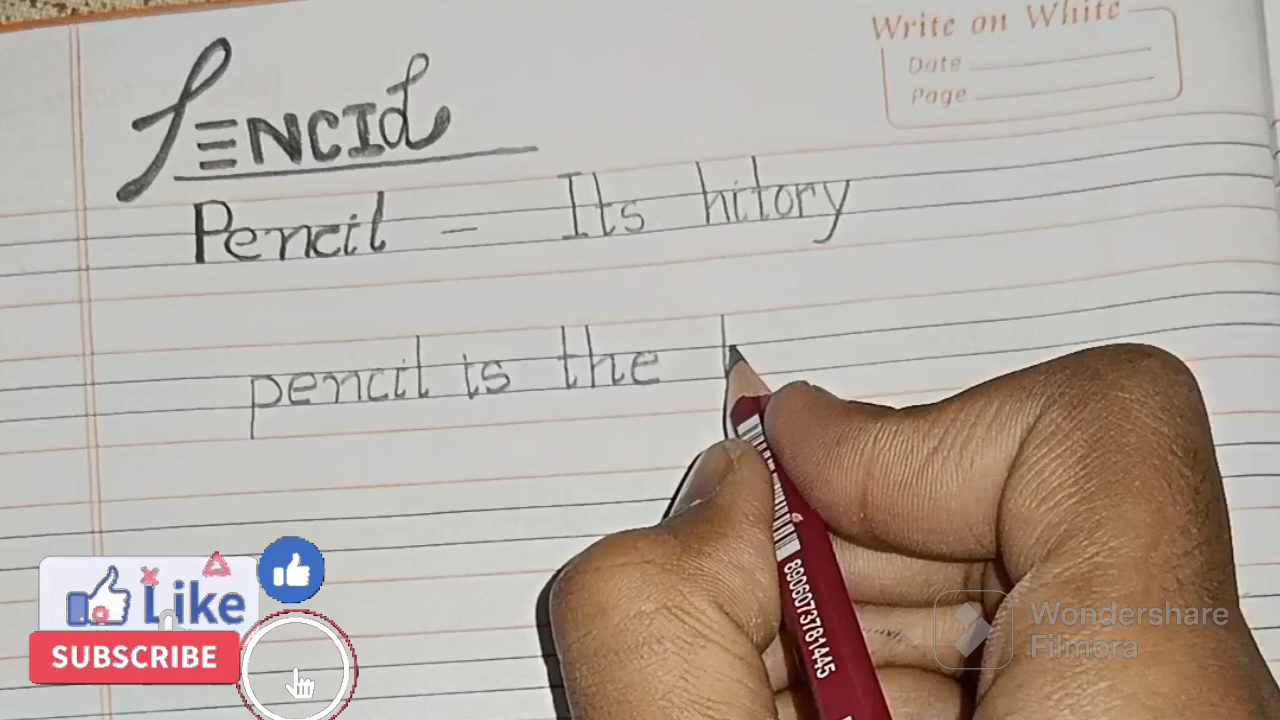 Write on White
Date
Page
PENCIL
Pencil - Its hitory
pencil is the
8906073781445
Like
SUBSCRIBE
Wondershare
Filmora